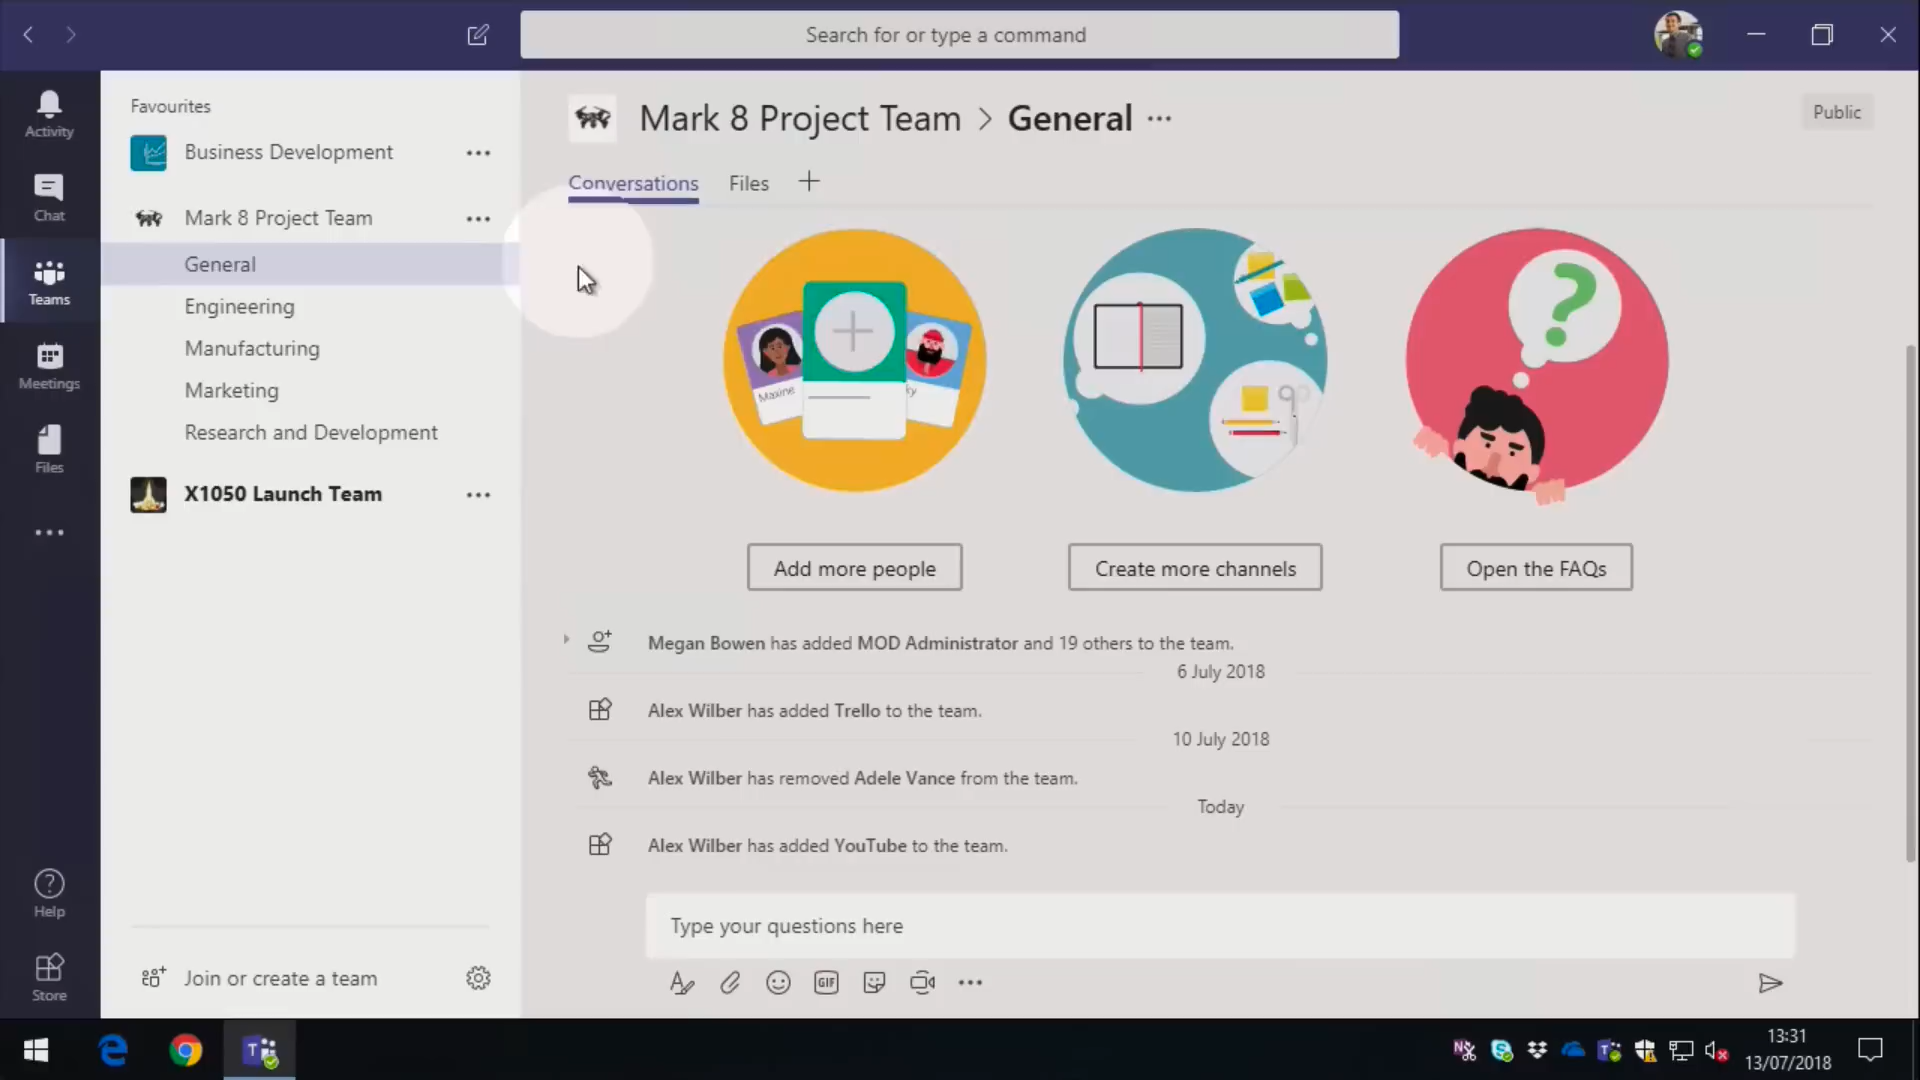 Search for or type a command
Activity
Chat
Teams
Meetings
Files
Help
Store
Favourites
Business Development
Mark 8 Project Team
General
Engineering
Manufacturing
Marketing
Research and Development
X1050 Launch Team
Join or create a team
Mark 8 Project Team > General
Public
Conversations
Files
Maxine
ky
Add more people
Create more channels
Open the FAQs
Megan Bowen has added MOD Administrator and 19 others to the team.
6 July 2018
Alex Wilber has added Trello to the team.
10 July 2018
Alex Wilber has removed Adele Vance from the team.
Today
Alex Wilber has added YouTube to the team.
Type your questions here
GIF
13:31
13/07/2018